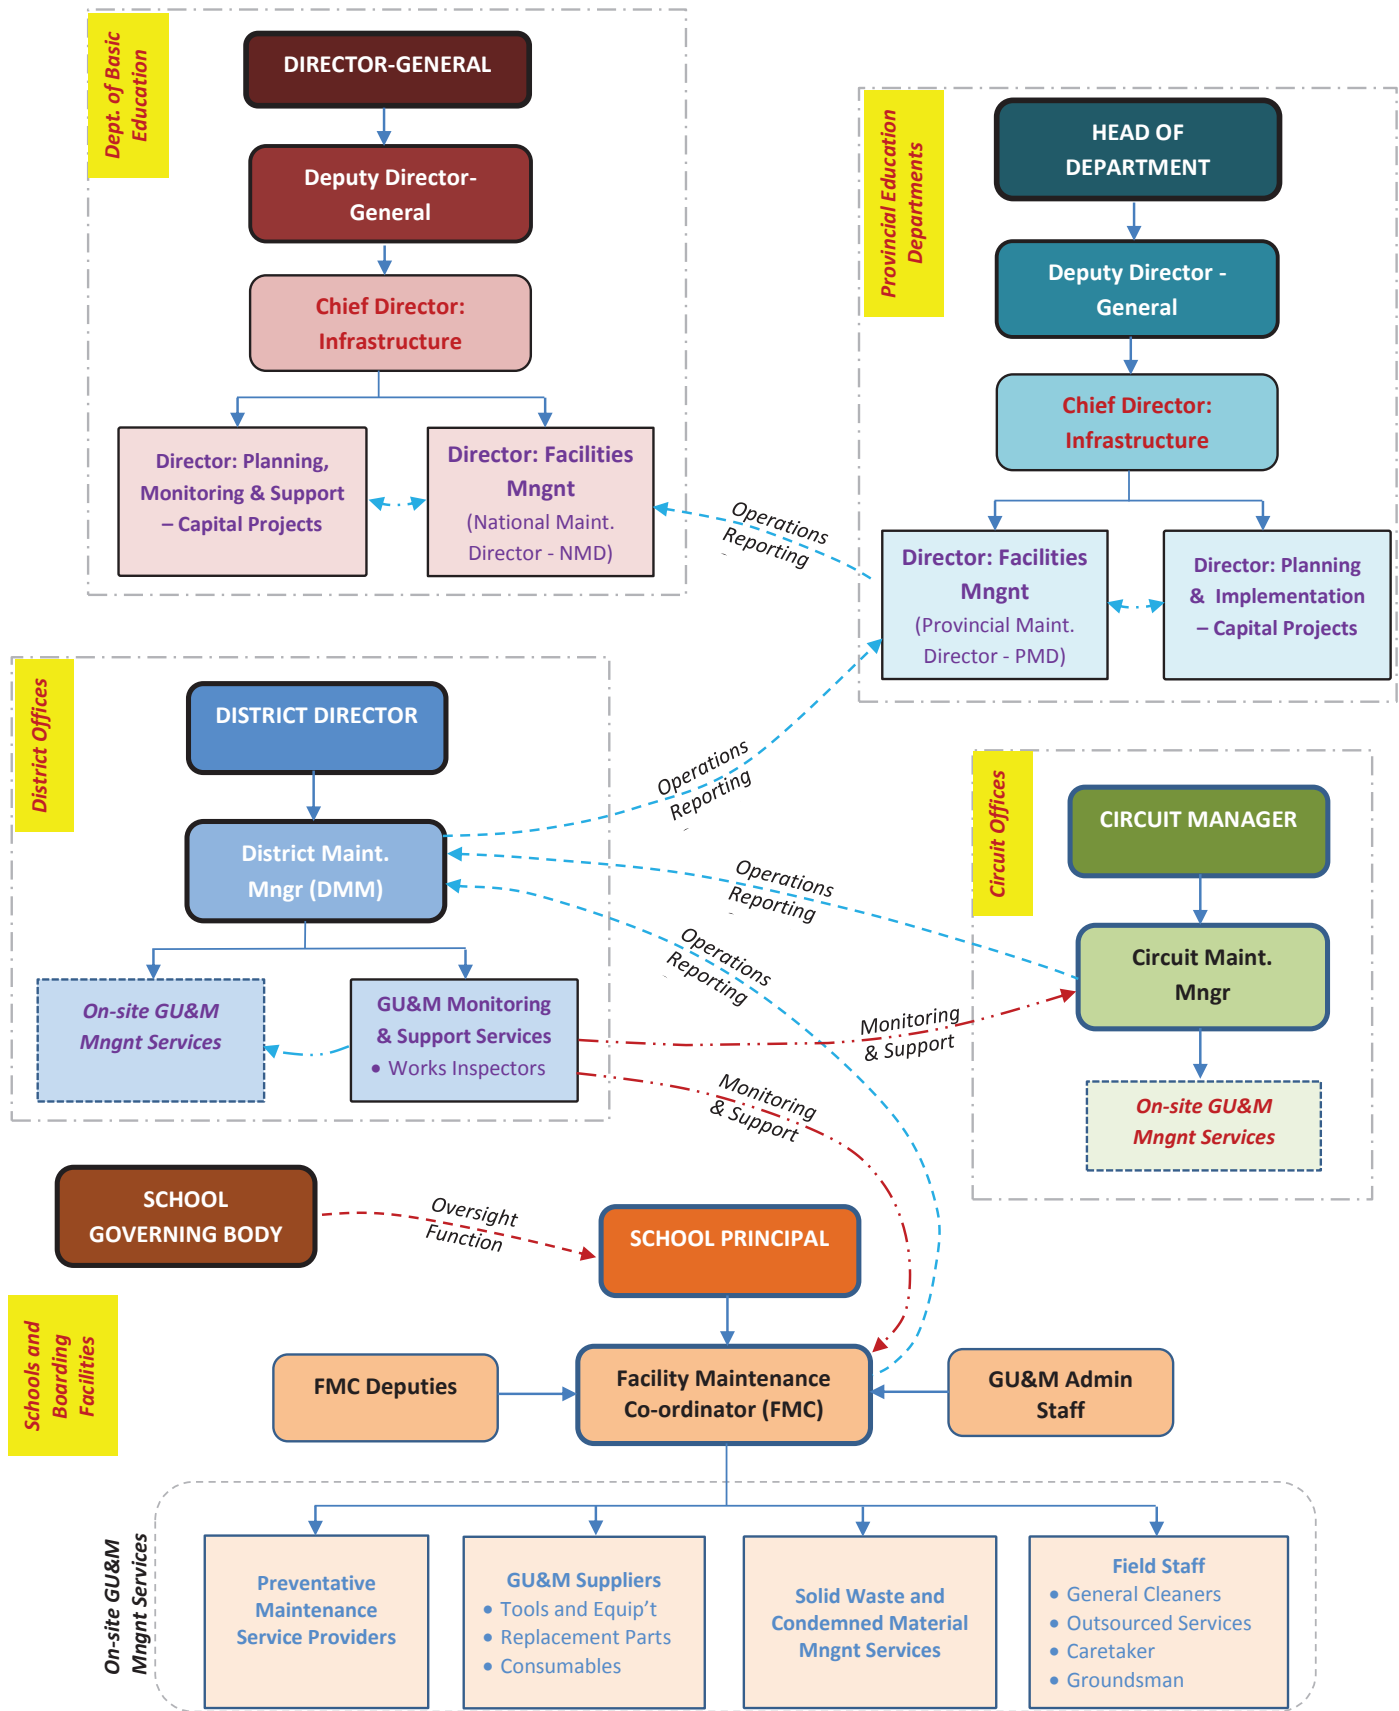 Dept. of Basic
Education
DIRECTOR-GENERAL
Deputy Director-
General
Chief Director:
Infrastructure
Director: Planning,
Monitoring & Support
– Capital Projects
Director: Facilities
Mngnt
(National Maint.
Director - NMD)
Provincial Education
Departments
HEAD OF
DEPARTMENT
Deputy Director -
General
Chief Director:
Infrastructure
Director: Facilities
Mngnt
(Provincial Maint.
Director - PMD)
Director: Planning
& Implementation
– Capital Projects
Operations
Reporting
District Offices
DISTRICT DIRECTOR
District Maint.
Mngr (DMM)
On-site GU&M
Mngnt Services
GU&M Monitoring
& Support Services
• Works Inspectors
Operations
Reporting
Operations
Reporting
Operations
Reporting
Monitoring
& Support
Monitoring
& Support
Circuit Offices
CIRCUIT MANAGER
Circuit Maint.
Mngr
On-site GU&M
Mngnt Services
SCHOOL
GOVERNING BODY
Oversight
Function
SCHOOL PRINCIPAL
Schools and
Boarding
Facilities
FMC Deputies
Facility Maintenance
Co-ordinator (FMC)
GU&M Admin
Staff
On-site GU&M
Mngnt Services
Preventative
Maintenance
Service Providers
GU&M Suppliers
• Tools and Equip’t
• Replacement Parts
• Consumables
Solid Waste and
Condemned Material
Mngnt Services
Field Staff
• General Cleaners
• Outsourced Services
• Caretaker
• Groundsman